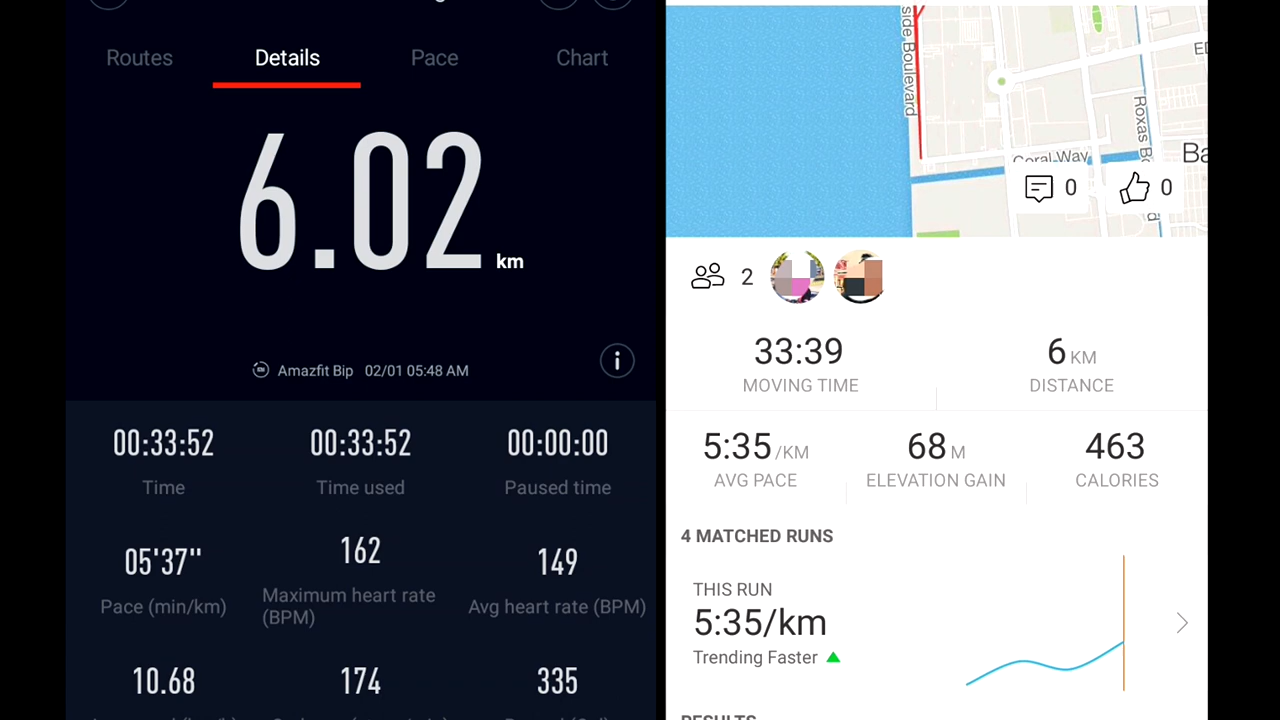 Routes Details Pace Chart
6.02 km
Amazfit Bip 02/01 05:48 AM
00:33:52 00:33:52 00:00:00
Time Time used Paused time
05'37" 162 149
Pace (min/km) Maximum heart rate (BPM) Avg heart rate (BPM)
10.68 174 335
side Boulevard
Roxas Bo
Coral Way
Ba
0 0
2
33:39 6 KM
MOVING TIME DISTANCE
5:35 /KM 68 M 463
AVG PACE ELEVATION GAIN CALORIES
4 MATCHED RUNS
THIS RUN
5:35/km
Trending Faster
RESULTS